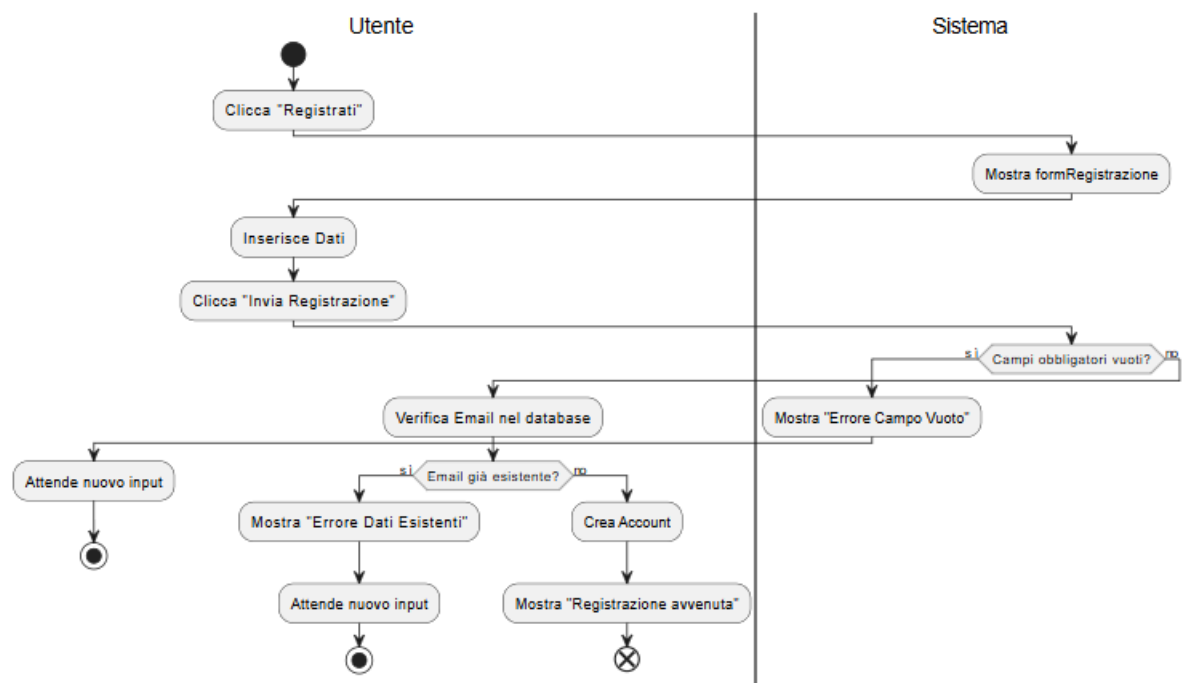 Utente
Sistema
Clicca "Registrati"
Mostra formRegistrazione
Inserisce Dati
Clicca "Invia Registrazione"
si
Campi obbligatori vuoti?
no
Verifica Email nel database
Mostra "Errore Campo Vuoto"
Attende nuovo input
si
Email già esistente?
no
Mostra "Errore Dati Esistenti"
Crea Account
Attende nuovo input
Mostra "Registrazione avvenuta"